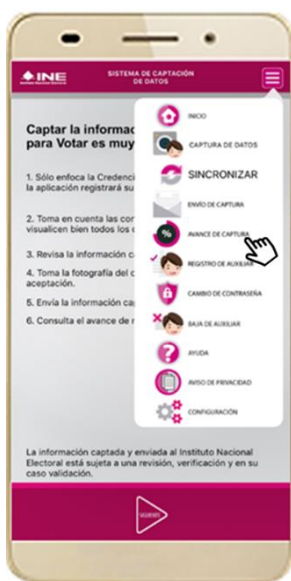 INE
SISTEMA DE CAPTACIÓN
DE DATOS
Captar la informac
para Votar es muy
1. Sólo enfoca la Credenci
la aplicación registrará su
2. Toma en cuenta las cor
visualicen bien todos los
3. Revisa la información c
4. Toma la fotografía del c
aceptación.
5. Envía la información ca
6. Consulta el avance de r
INICIO
CAPTURA DE DATOS
SINCRONIZAR
ENVÍO DE CAPTURA
%
AVANCE DE CAPTURA
REGISTRO DE AUXILIAR
CAMBIO DE CONTRASEÑA
BAJA DE AUXILIAR
?
AYUDA
AVISO DE PRIVACIDAD
CONFIGURACIÓN
La información captada y enviada al Instituto Nacional
Electoral está sujeta a una revisión, verificación y en su
caso validación.